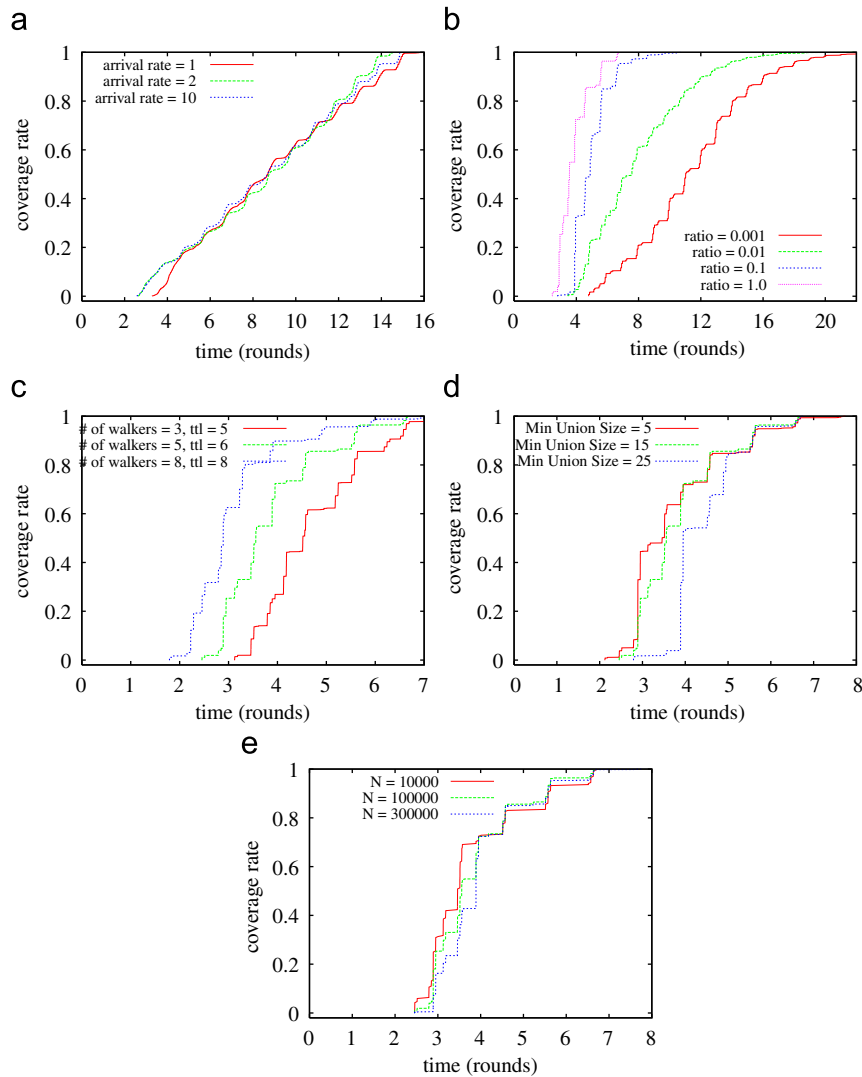 a
1
0.8
0.6
0.4
0.2
0
coverage rate
arrival rate = 1
arrival rate = 2
arrival rate = 10
0 2 4 6 8 10 12 14 16
time (rounds)
b
1
0.8
0.6
0.4
0.2
0
coverage rate
ratio = 0.001
ratio = 0.01
ratio = 0.1
ratio = 1.0
0 4 8 12 16 20
time (rounds)
c
1
0.8
0.6
0.4
0.2
0
coverage rate
# of walkers = 3, ttl = 5
# of walkers = 5, ttl = 6
# of walkers = 8, ttl = 8
0 1 2 3 4 5 6 7
time (rounds)
d
1
0.8
0.6
0.4
0.2
0
coverage rate
Min Union Size = 5
Min Union Size = 15
Min Union Size = 25
0 1 2 3 4 5 6 7 8
time (rounds)
e
1
0.8
0.6
0.4
0.2
0
coverage rate
N = 10000
N = 100000
N = 300000
0 1 2 3 4 5 6 7 8
time (rounds)